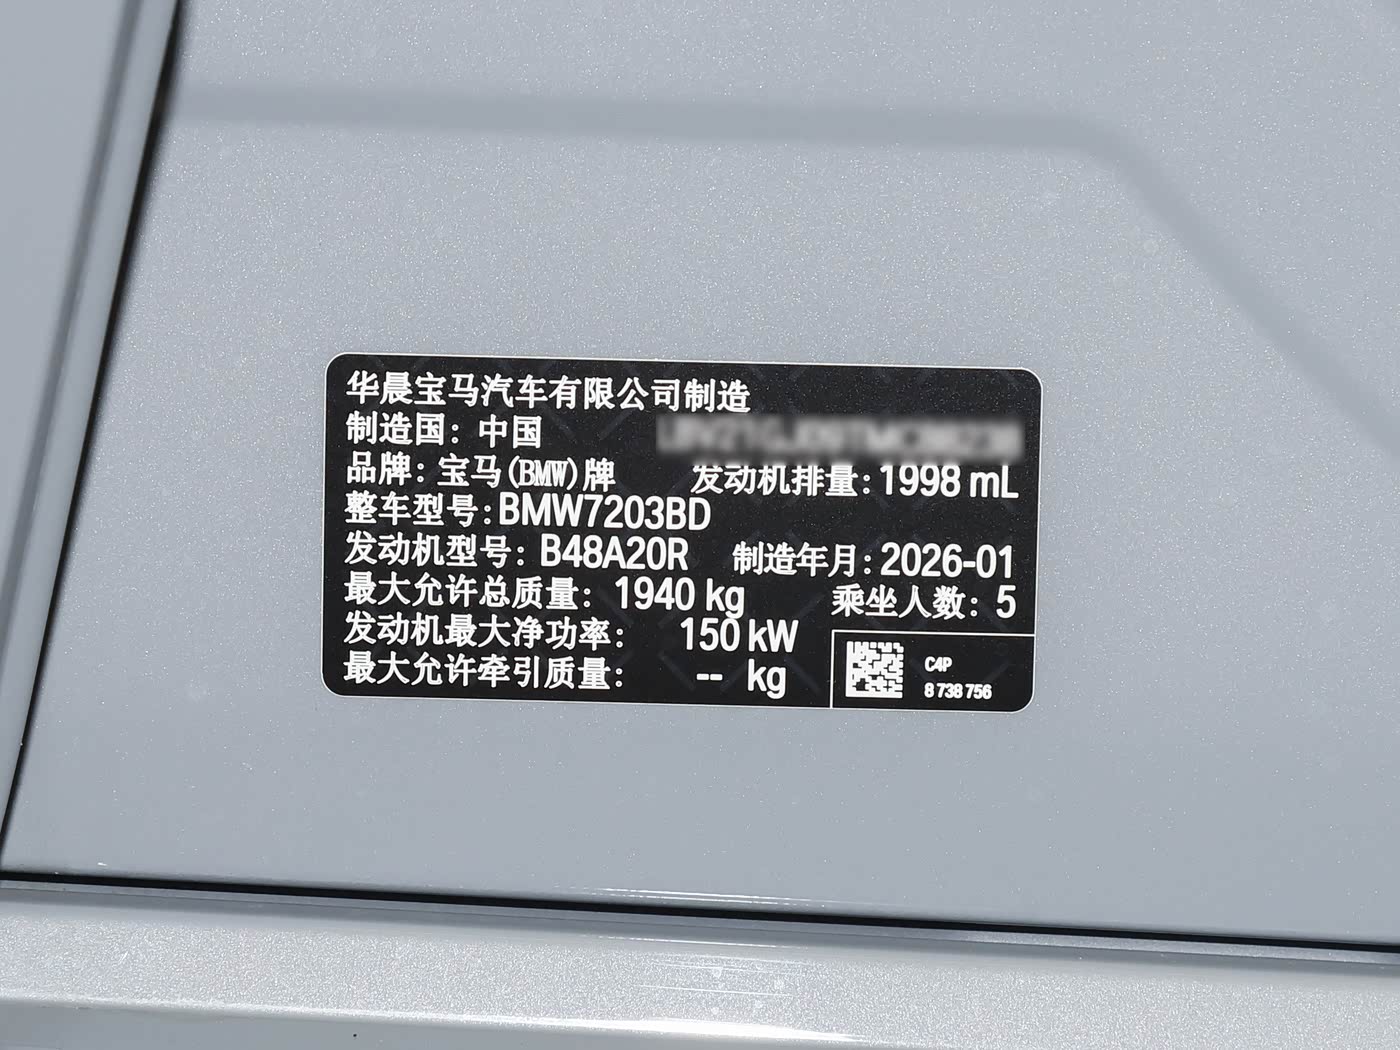 华晨宝马汽车有限公司制造
制造国：中国
品牌：宝马(BMW)牌 发动机排量：1998 mL
整车型号：BMW7203BD
发动机型号：B48A20R 制造年月：2026-01
最大允许总质量：1940 kg 乘坐人数：5
发动机最大净功率：150 kW
最大允许牵引质量：-- kg
C4P
8 738 756